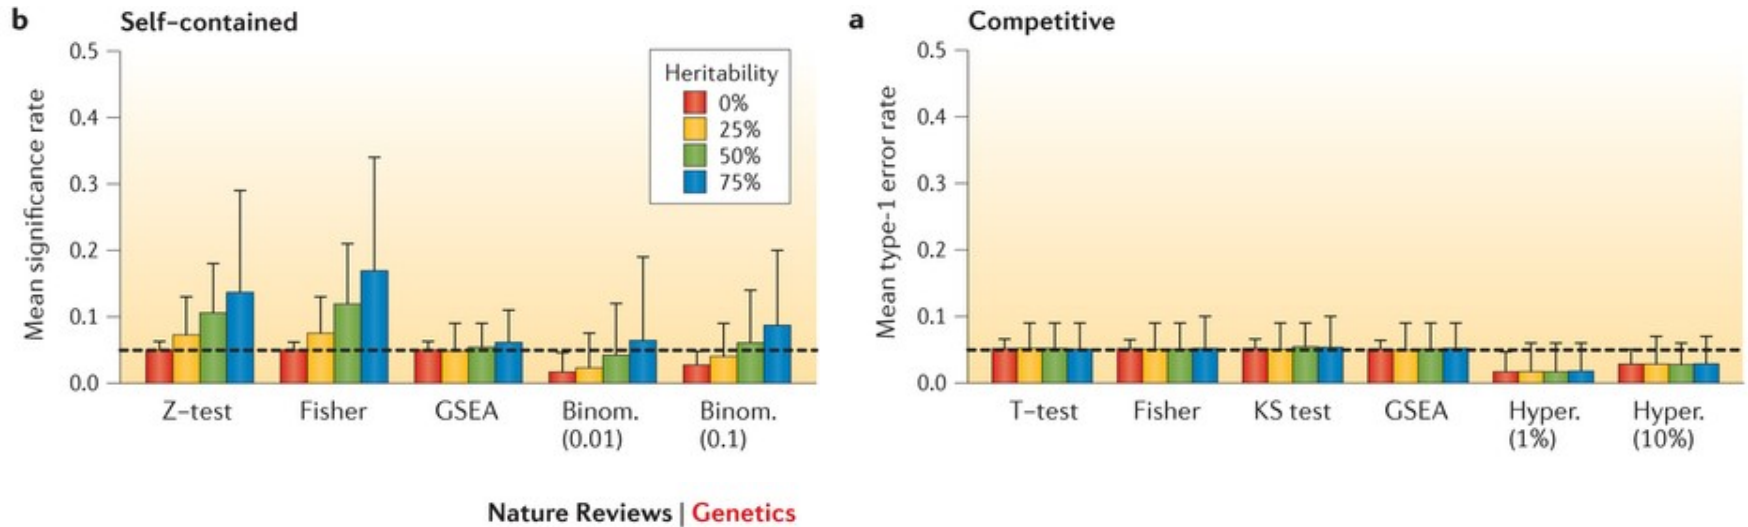 b Self-contained
0.5
0.4
0.3
0.2
0.1
0.0
Mean significance rate
Heritability
0%
25%
50%
75%
Z-test Fisher GSEA Binom. (0.01) Binom. (0.1)
a Competitive
0.5
0.4
0.3
0.2
0.1
0.0
Mean type-1 error rate
T-test Fisher KS test GSEA Hyper. (1%) Hyper. (10%)
Nature Reviews | Genetics